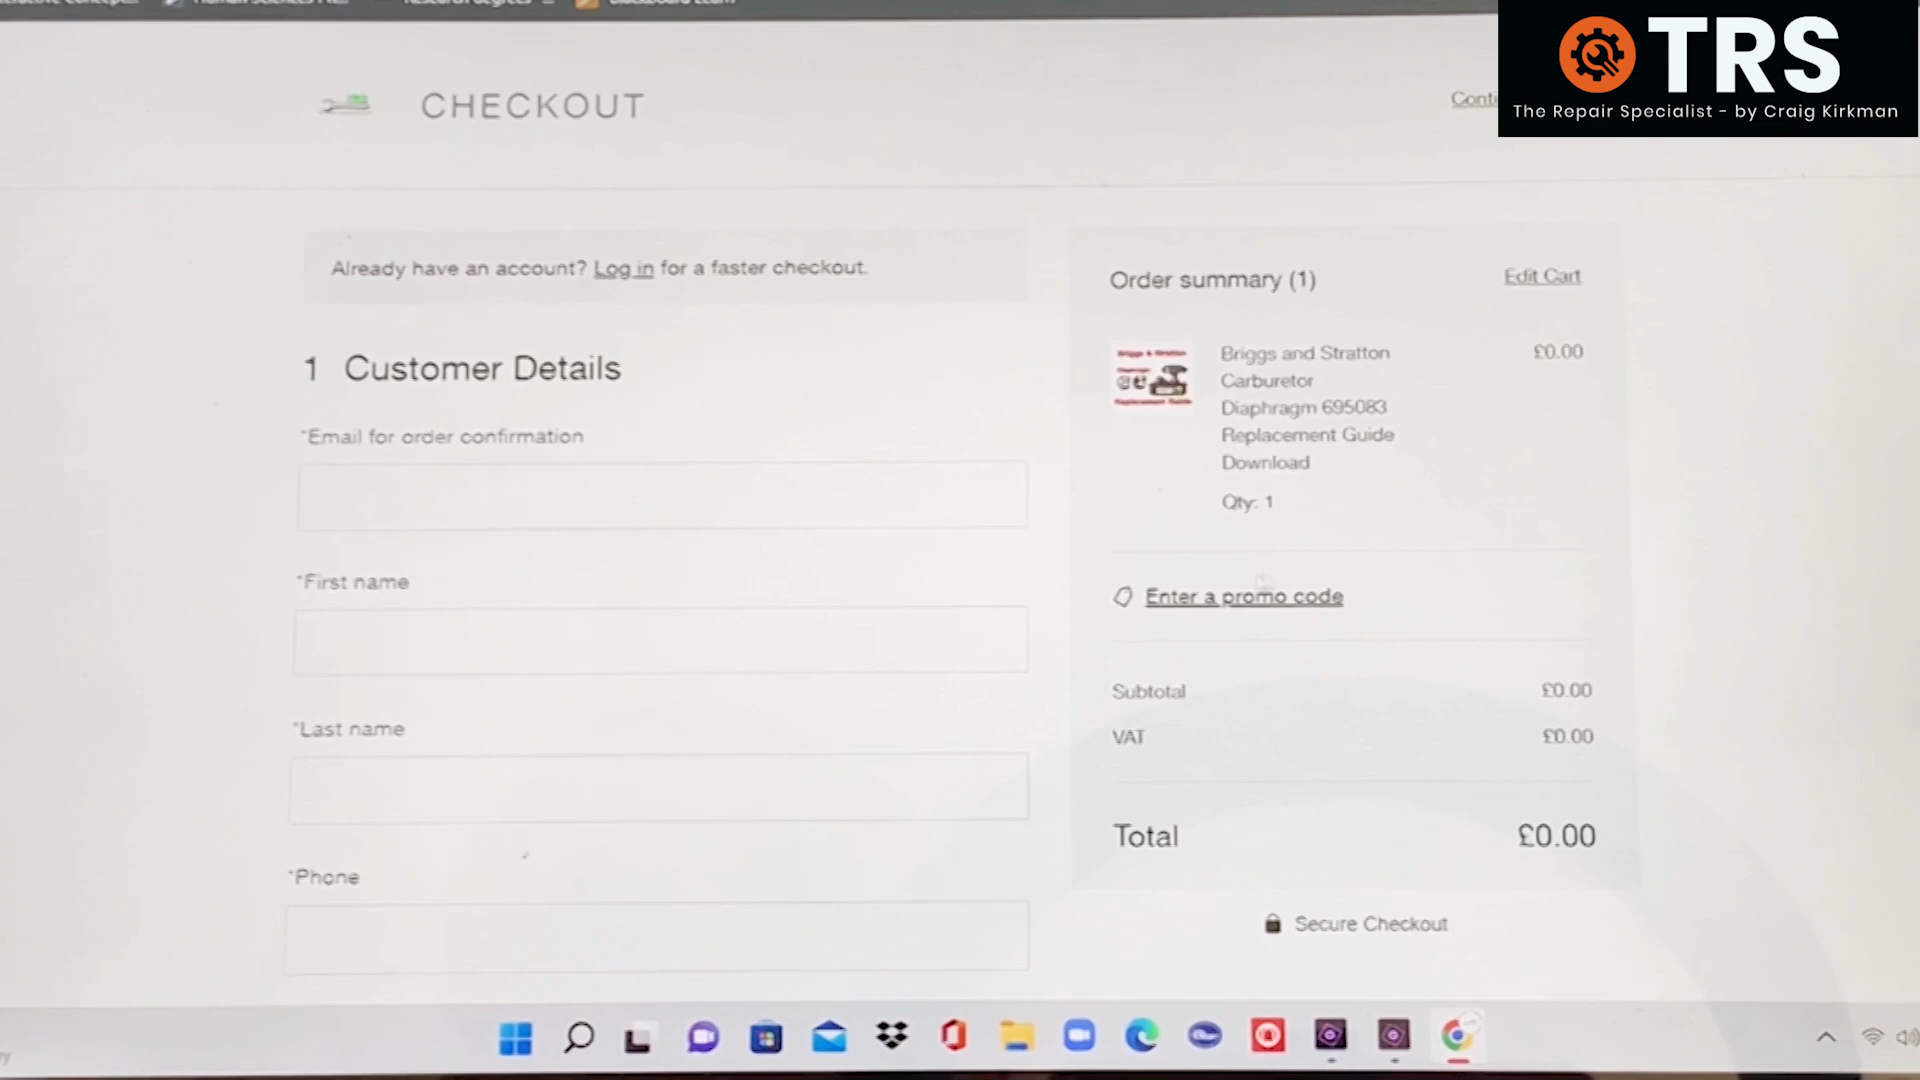 TRS
The Repair Specialist - by Craig Kirkman
CHECKOUT
Conti
Already have an account? Log in for a faster checkout.
Order summary (1)
Edit Cart
1 Customer Details
Briggs and Stratton
Carburetor
Diaphragm 695083
Replacement Guide
Download
£0.00
Qty: 1
*Email for order confirmation
*First name
Enter a promo code
*Last name
Subtotal £0.00
VAT £0.00
Total £0.00
*Phone
Secure Checkout